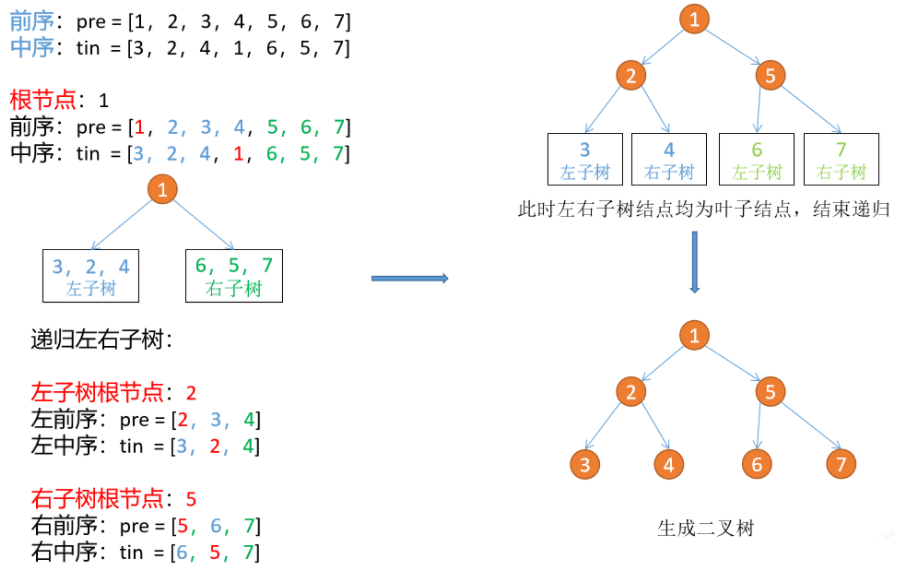 前序：pre = [1, 2, 3, 4, 5, 6, 7]
中序：tin = [3, 2, 4, 1, 6, 5, 7]
根节点：1
前序：pre = [1, 2, 3, 4, 5, 6, 7]
中序：tin = [3, 2, 4, 1, 6, 5, 7]
1
3, 2, 4
左子树
6, 5, 7
右子树
递归左右子树：
左子树根节点：2
左前序：pre = [2, 3, 4]
左中序：tin = [3, 2, 4]
右子树根节点：5
右前序：pre = [5, 6, 7]
右中序：tin = [6, 5, 7]
1
2
5
3
左子树
4
右子树
6
左子树
7
右子树
此时左右子树结点均为叶子结点，结束递归
1
2
5
3
4
6
7
生成二叉树